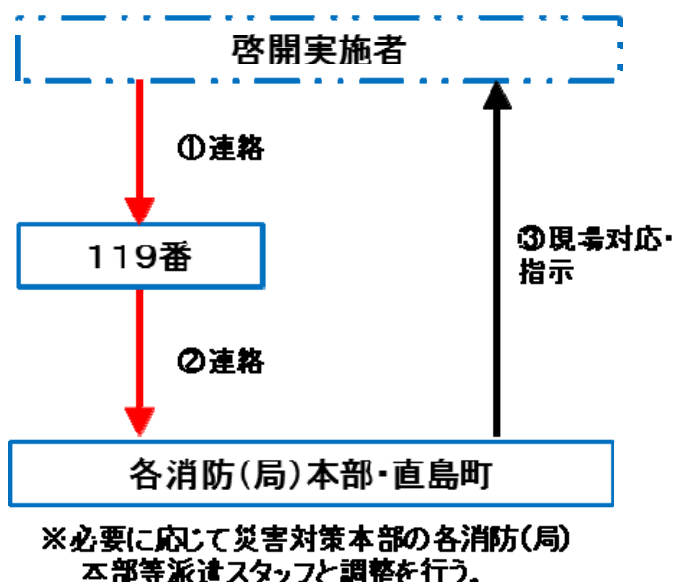 啓開実施者
①連絡
119番
③現場対応・
指示
②連絡
各消防(局)本部・直島町
※必要に応じて災害対策本部の各消防(局)
本部等派遣スタッフと調整を行う。